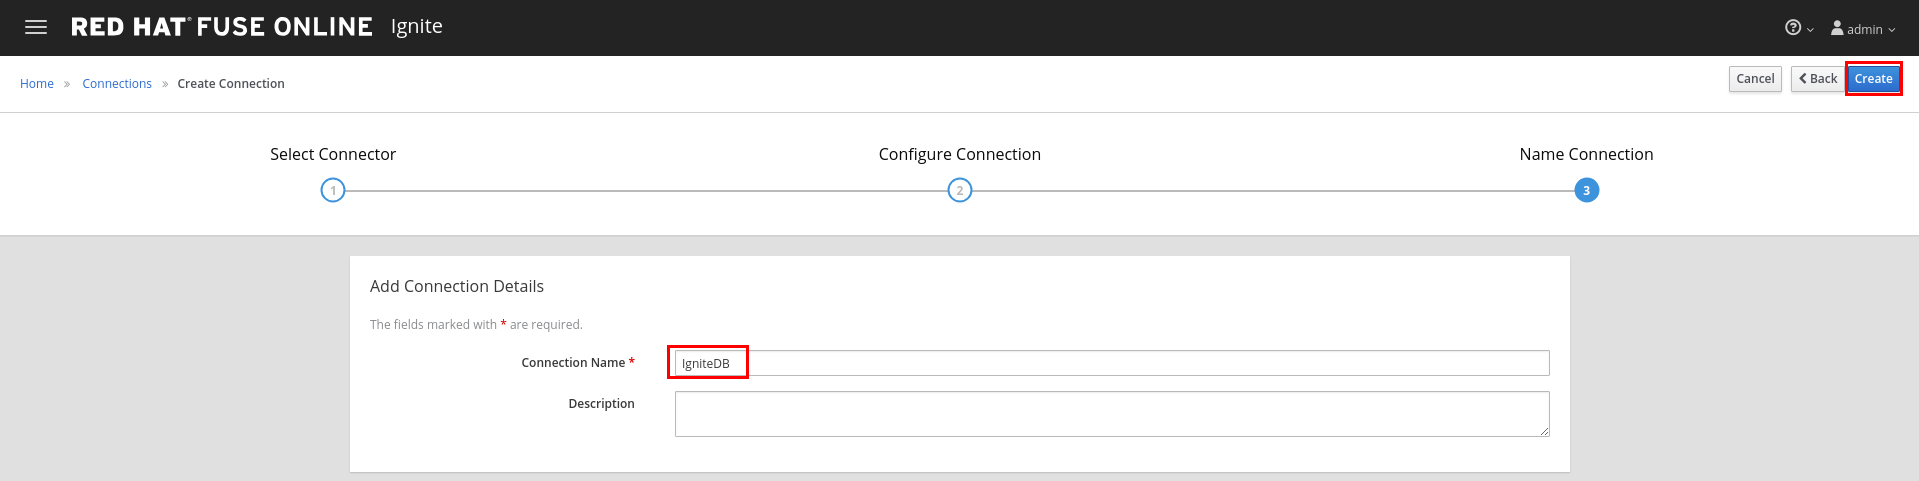 RED HAT® FUSE ONLINE Ignite
admin
Home » Connections » Create Connection
Cancel Back Create
Select Connector Configure Connection Name Connection
1 2 3
Add Connection Details
The fields marked with * are required.
Connection Name * IgniteDB
Description